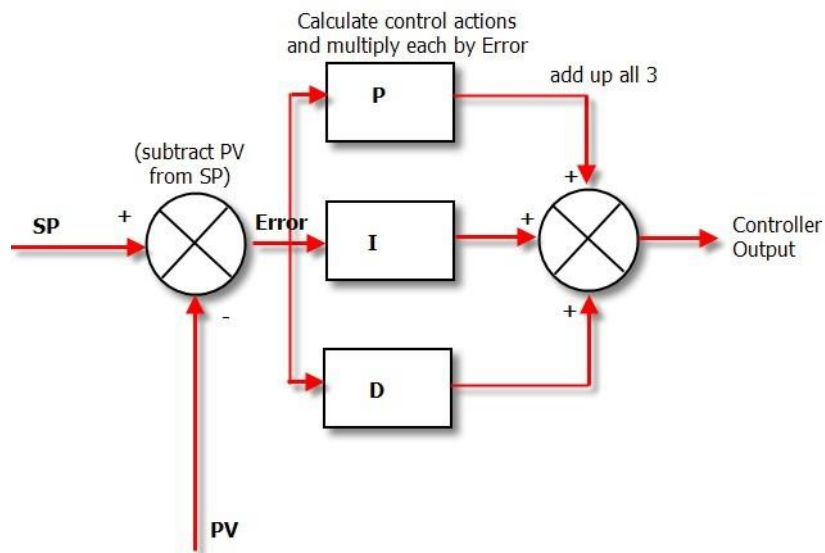 Calculate control actions
and multiply each by Error
P
add up all 3
(subtract PV
from SP)
+
+
SP
+
Error
I
Controller
Output
-
+
D
PV